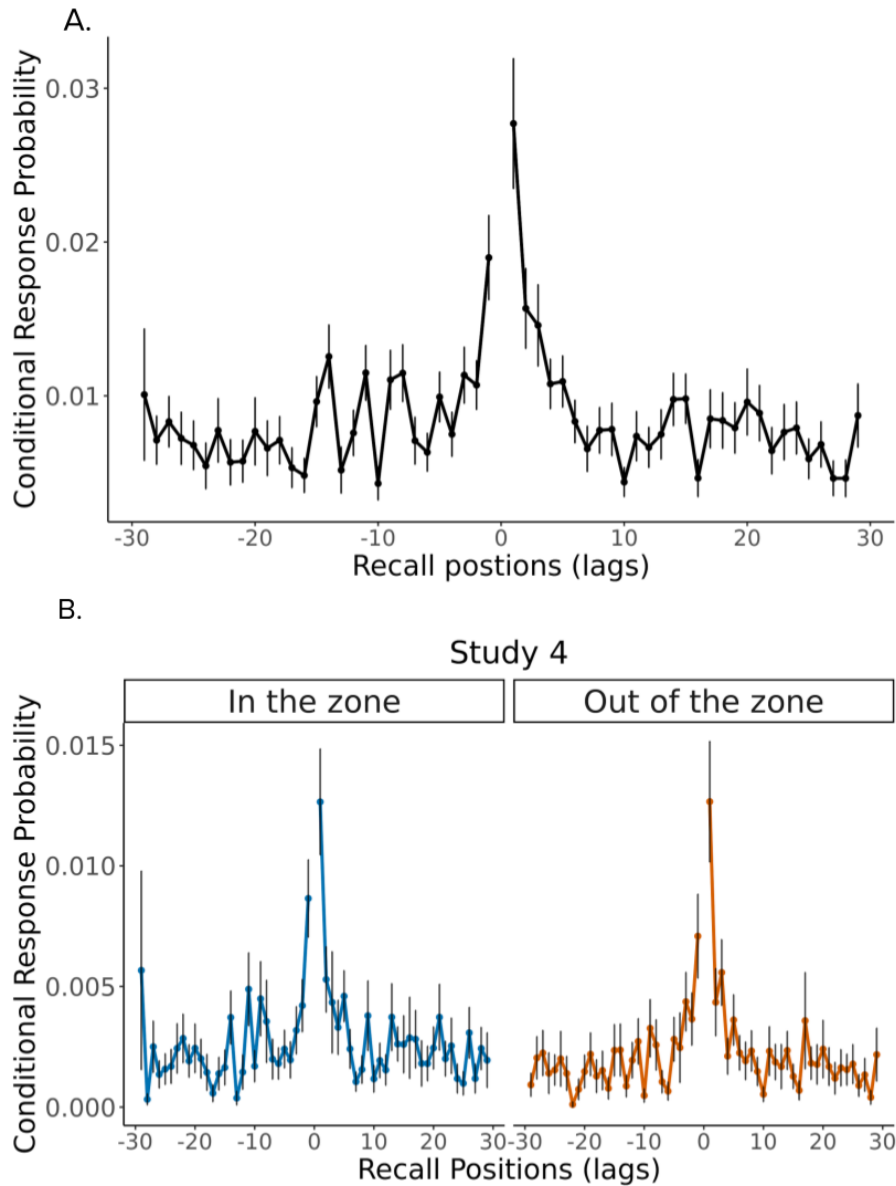 A.
Conditional Response Probability
0.03
0.02
0.01
-30 -20 -10 0 10 20 30
Recall postions (lags)
B.
Study 4
In the zone Out of the zone
Conditional Response Probability
0.015
0.010
0.005
0.000
-30 -20 -10 0 10 20 30 -30 -20 -10 0 10 20 30
Recall Positions (lags)